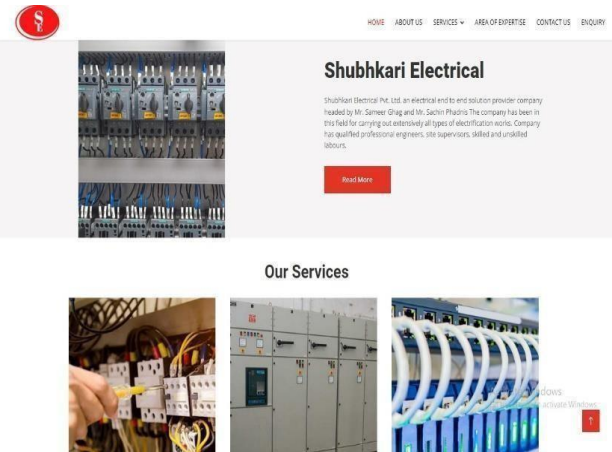 SE
HOME ABOUT US SERVICES AREA OF EXPERTISE CONTACT US ENQUIRY
Shubhkari Electrical
Shubhkari Electrical Pvt. Ltd. an electrical end to end solution provider company
headed by Mr. Sameer Ghag and Mr. Sachin Phadnis The company has been in
this field for carrying out extensively all types of electrification works. Company
has qualified professional engineers, site supervisors, skilled and unskilled
labours.
Read More
Our Services
activate Windows